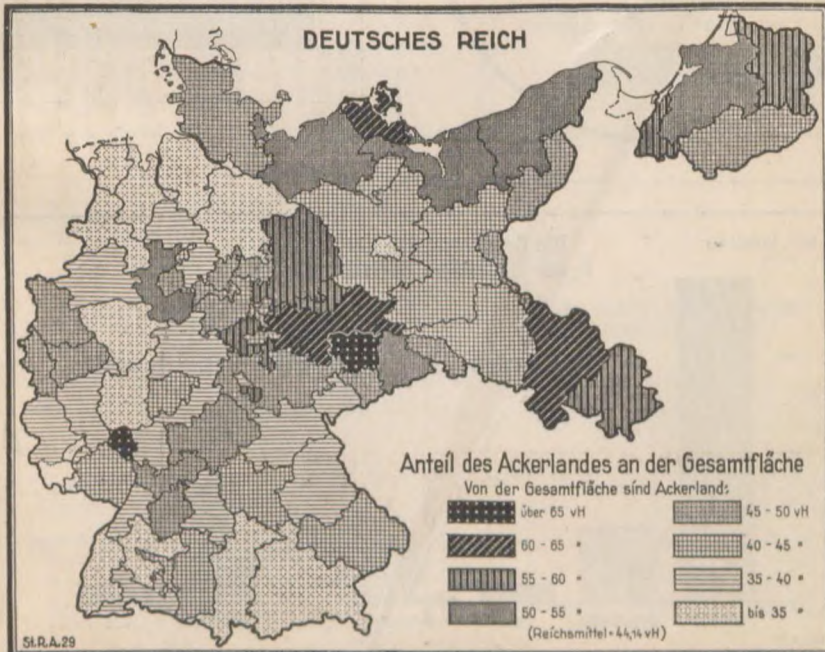 DEUTSCHES REICH
Anteil des Ackerlandes an der Gesamtfläche
Von der Gesamtfläche sind Ackerland:
über 65 vH
60 - 65 "
55 - 60 "
50 - 55 "
45 - 50 vH
40 - 45 "
35 - 40 "
bis 35 "
(Reichsmittel = 44,14 vH)
St.R.A.29